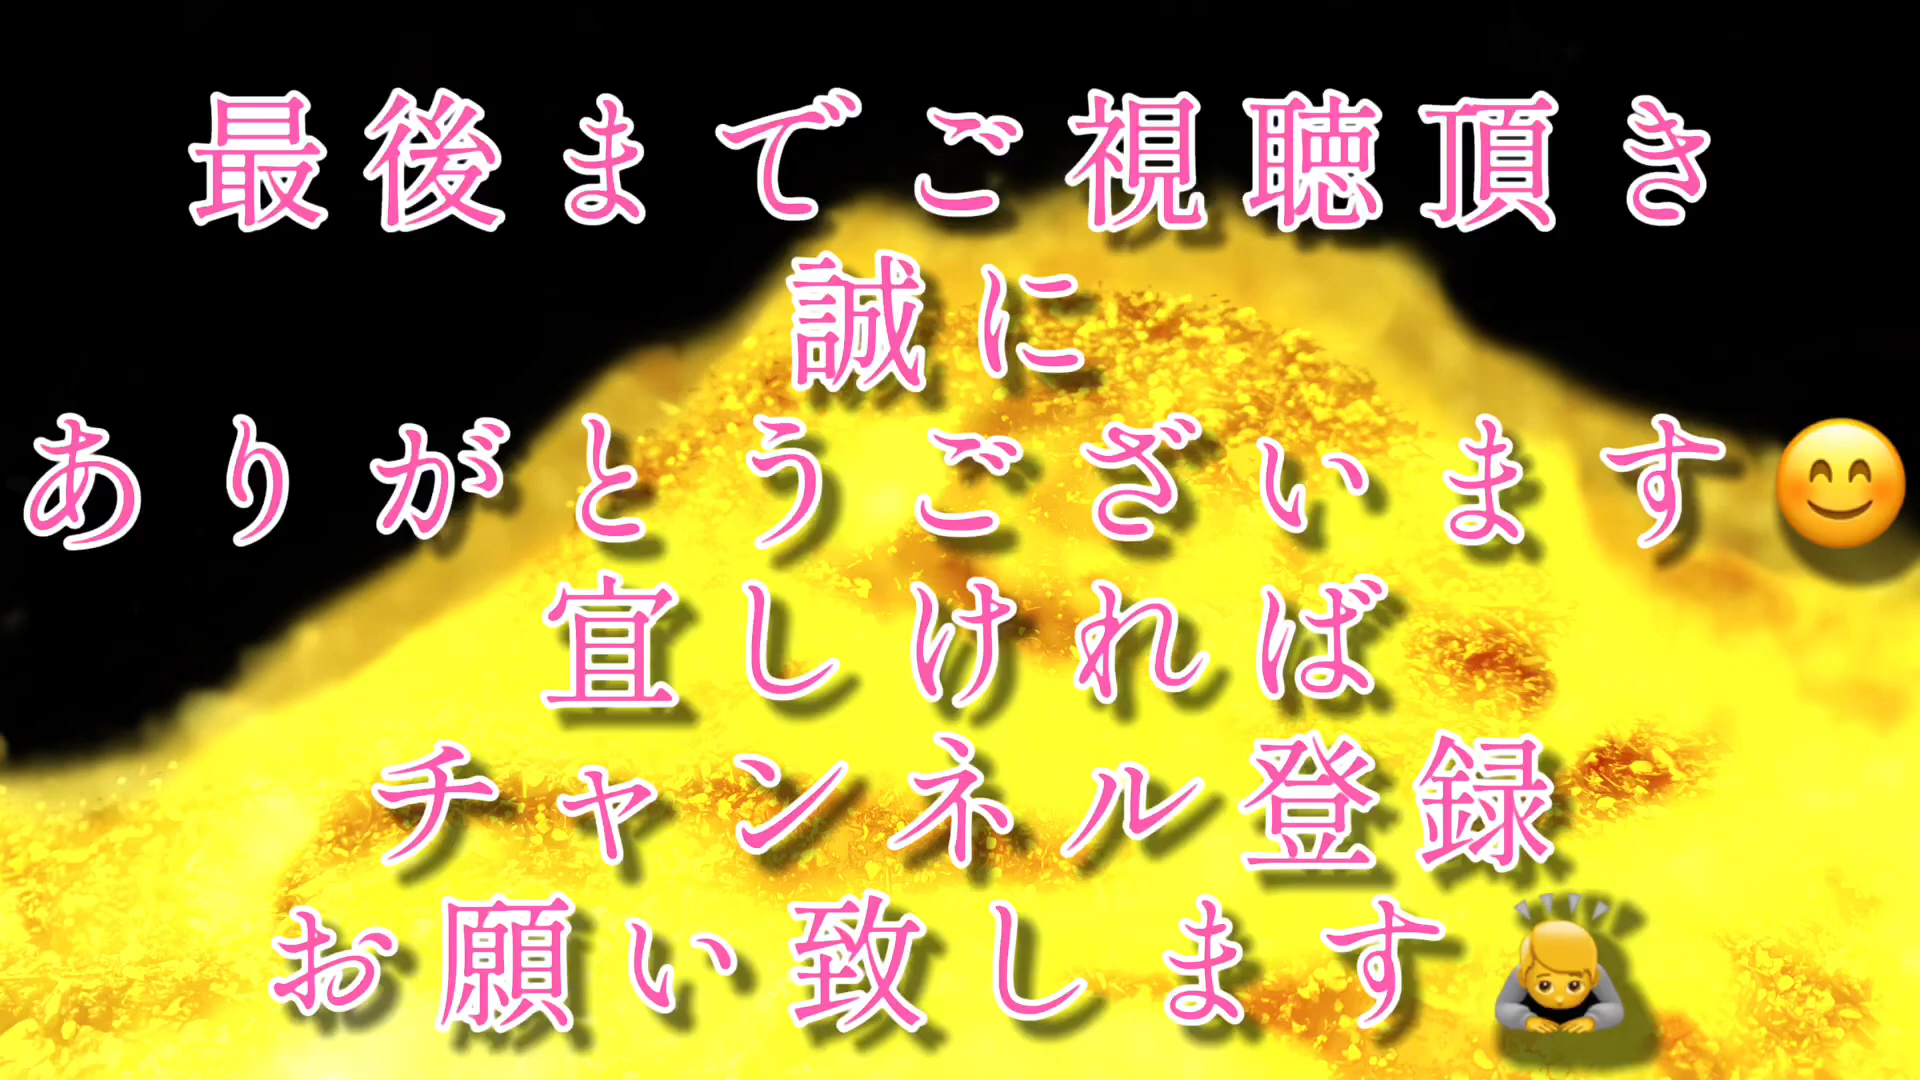 最後までご視聴頂き
誠に
ありがとうございます😊
宜しければ
チャンネル登録
お願い致します🙇‍♂️